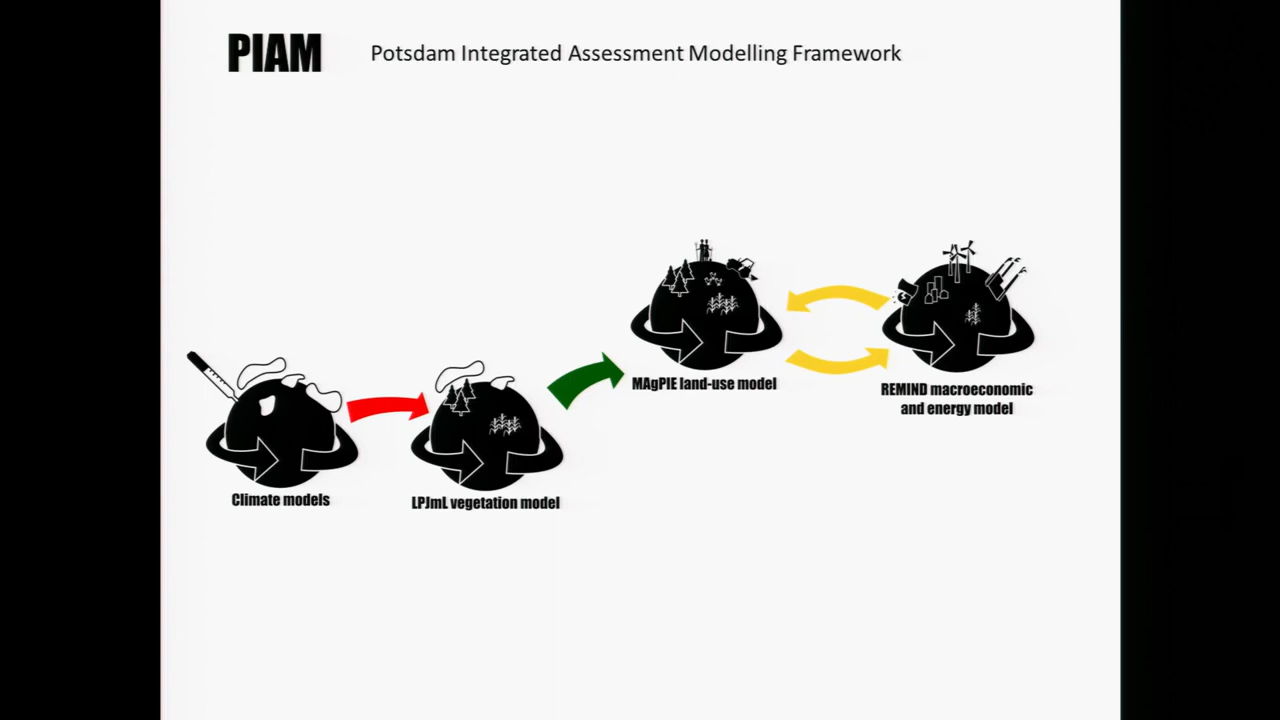 PIAM
Potsdam Integrated Assessment Modelling Framework
MAgPIE land-use model
REMIND macroeconomic
and energy model
Climate models
LPJmL vegetation model